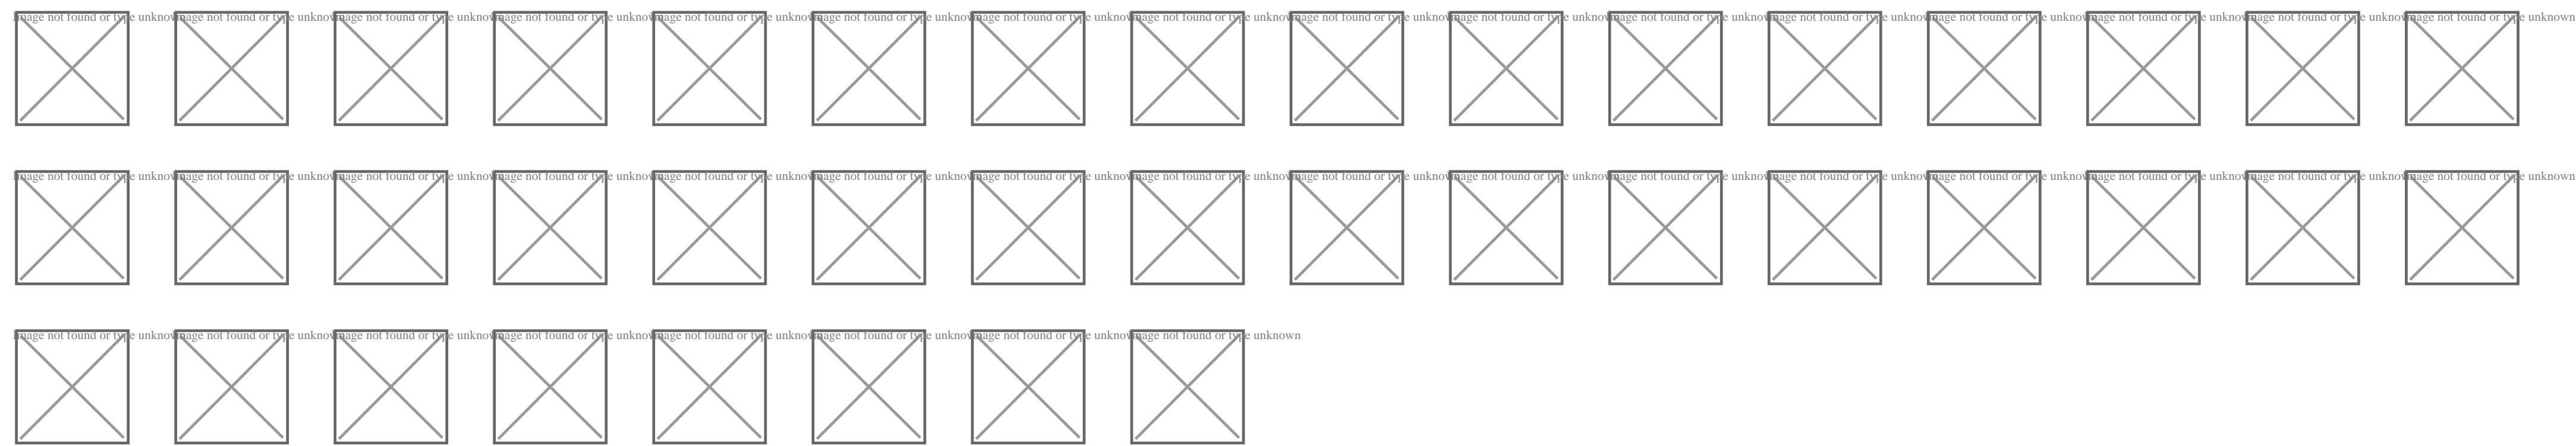 Image not found or type unknown Image not found or type unknown Image not found or type unknown Image not found or type unknown Image not found or type unknown Image not found or type unknown Image not found or type unknown Image not found or type unknown Image not found or type unknown Image not found or type unknown Image not found or type unknown Image not found or type unknown Image not found or type unknown Image not found or type unknown Image not found or type unknown Image not found or type unknown
Image not found or type unknown Image not found or type unknown Image not found or type unknown Image not found or type unknown Image not found or type unknown Image not found or type unknown Image not found or type unknown Image not found or type unknown Image not found or type unknown Image not found or type unknown Image not found or type unknown Image not found or type unknown Image not found or type unknown Image not found or type unknown Image not found or type unknown Image not found or type unknown
Image not found or type unknown Image not found or type unknown Image not found or type unknown Image not found or type unknown Image not found or type unknown Image not found or type unknown Image not found or type unknown Image not found or type unknown